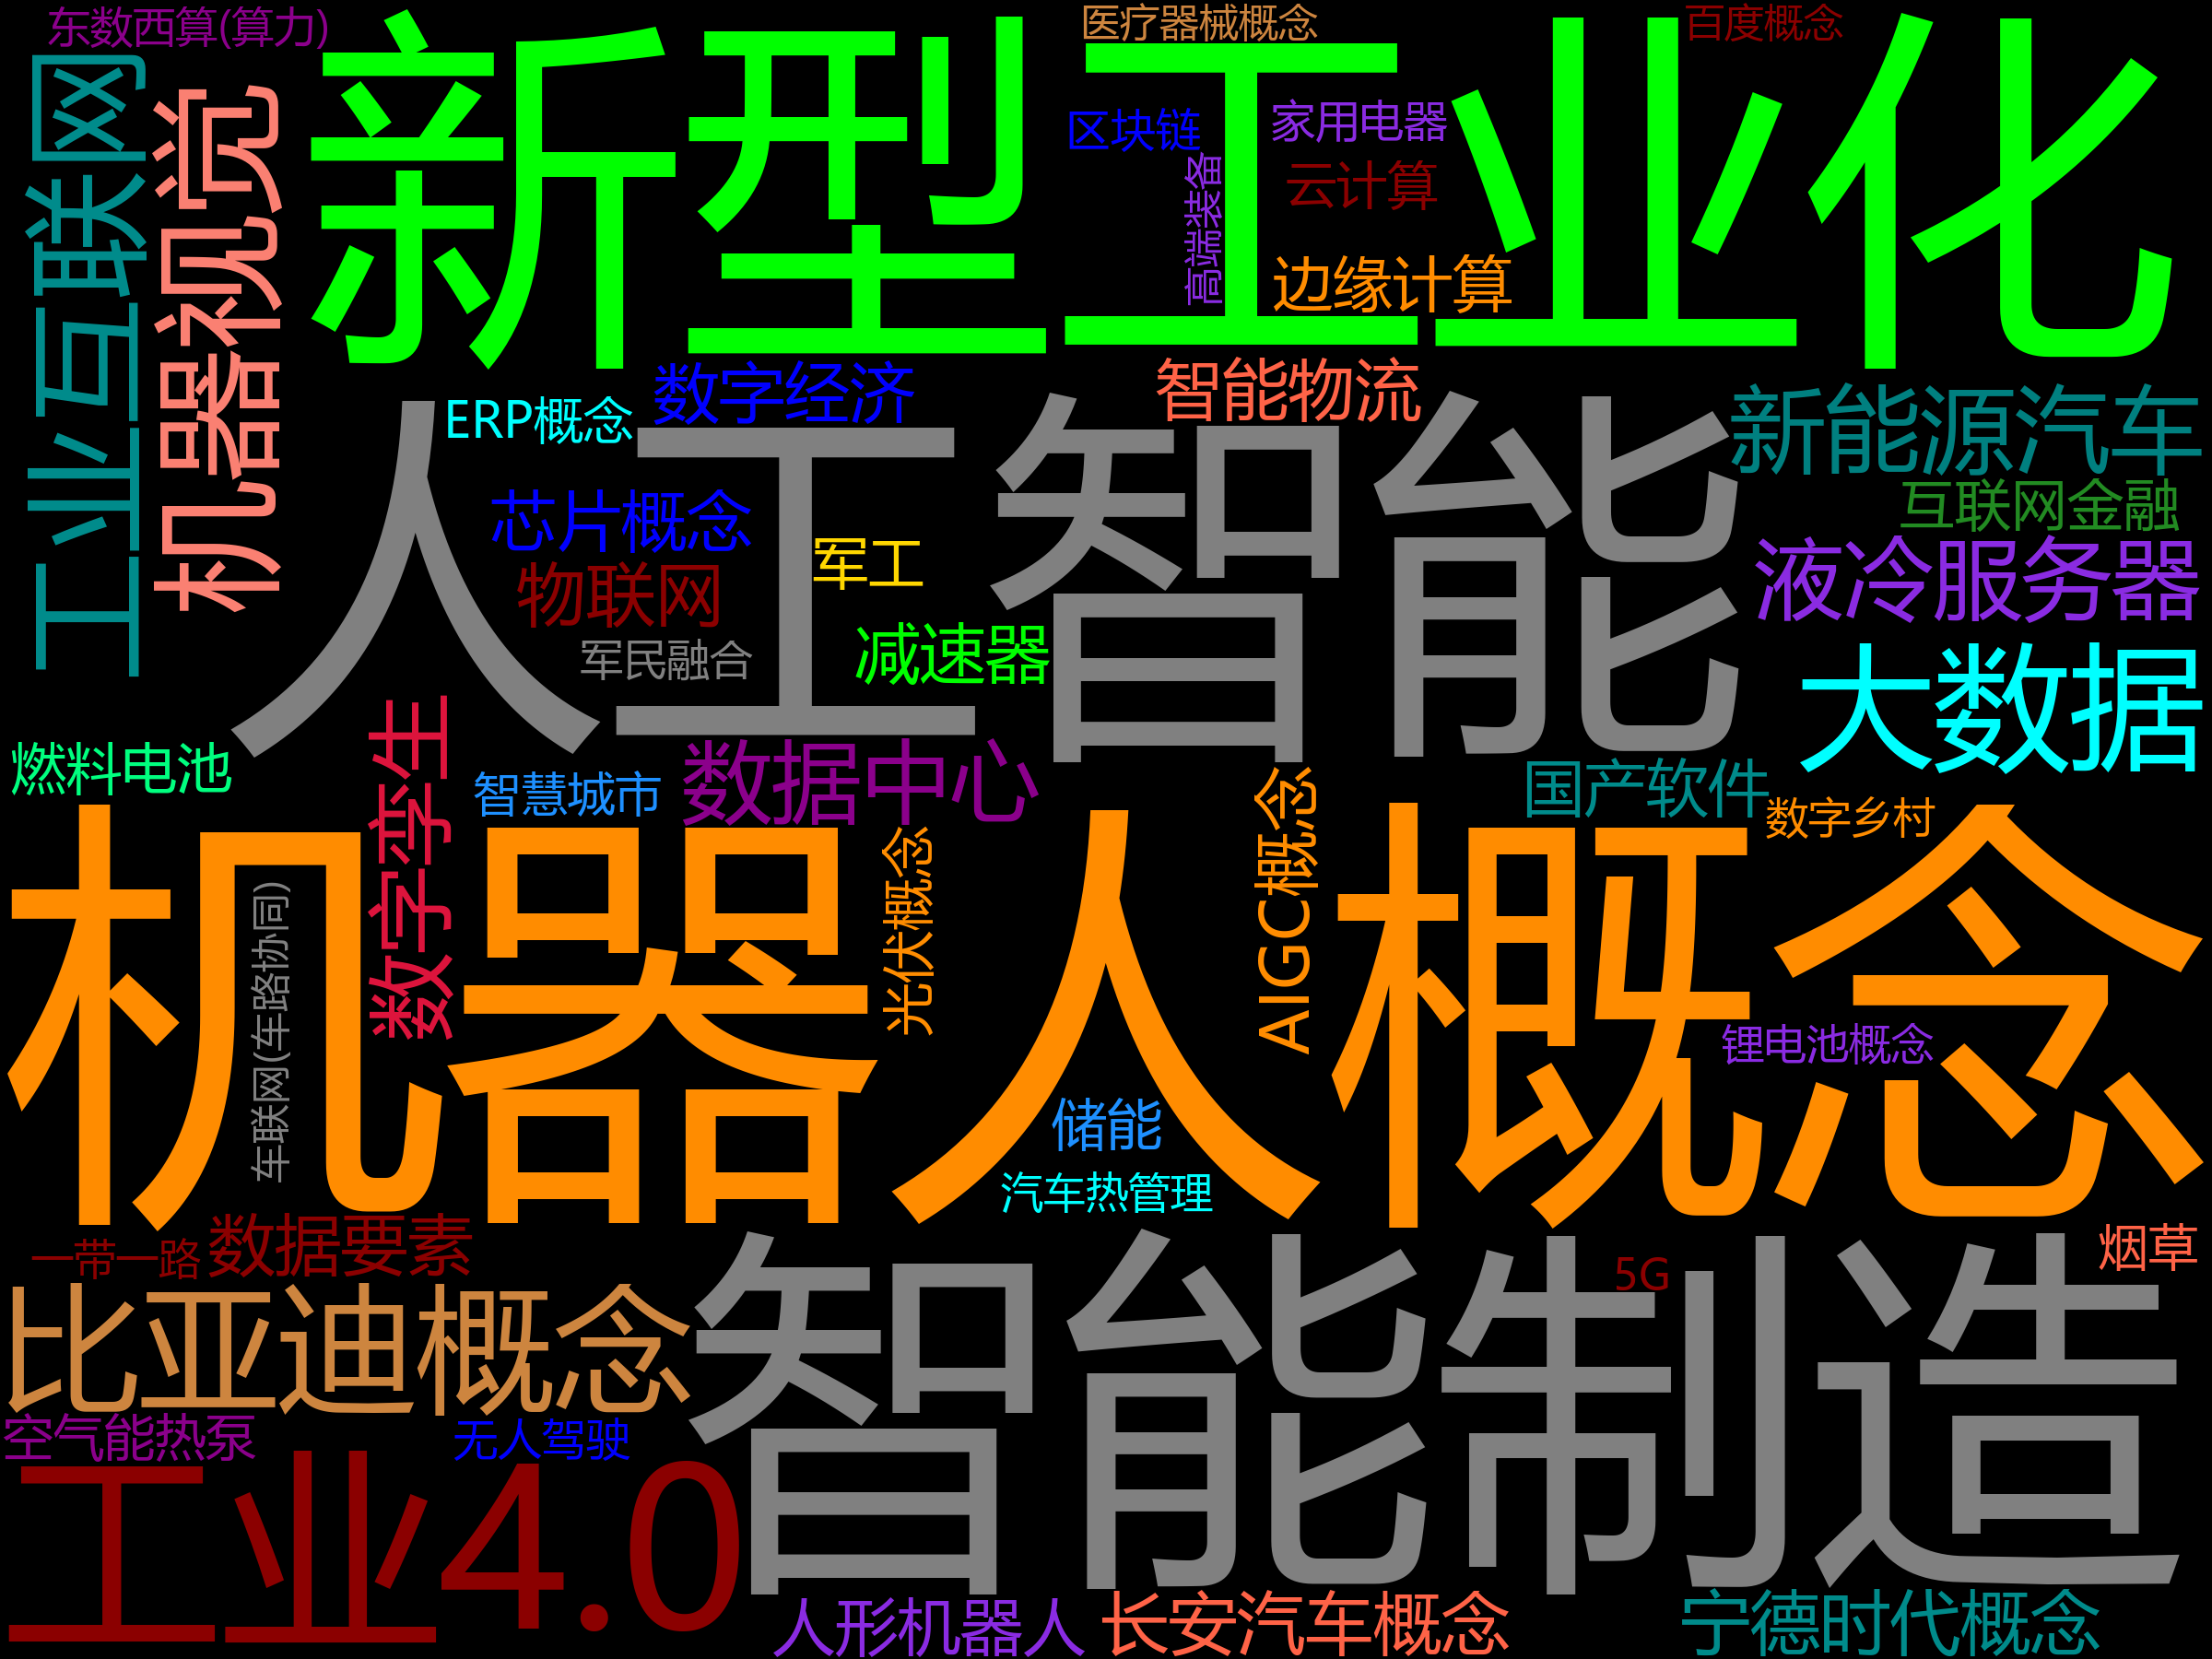 东数西算(算力)
医疗器械概念
百度概念
新型工业化
工业互联网
机器视觉
区块链
家用电器
云计算
高端装备
边缘计算
数字经济
智能物流
ERP概念
新能源汽车
人工智能
互联网金融
芯片概念
军工
液冷服务器
物联网
军民融合
减速器
大数据
燃料电池
数字孪生
智慧城市
数据中心
国产软件
数字乡村
AIGC概念
机器人概念
光伏概念
车联网(车路协同)
锂电池概念
储能
汽车热管理
一带一路
数据要素
烟草
5G
比亚迪概念
智能制造
空气能热泵
无人驾驶
工业4.0
人形机器人
长安汽车概念
宁德时代概念